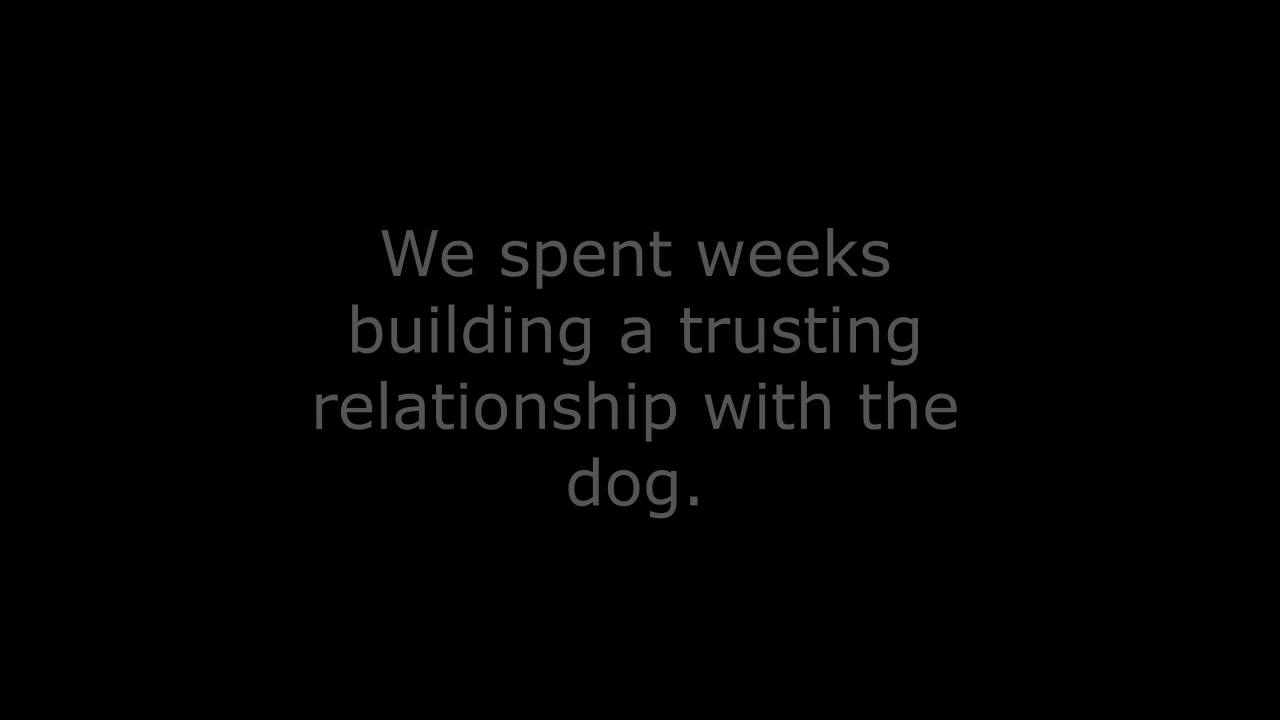 We spent weeks
building a trusting
relationship with the
dog.